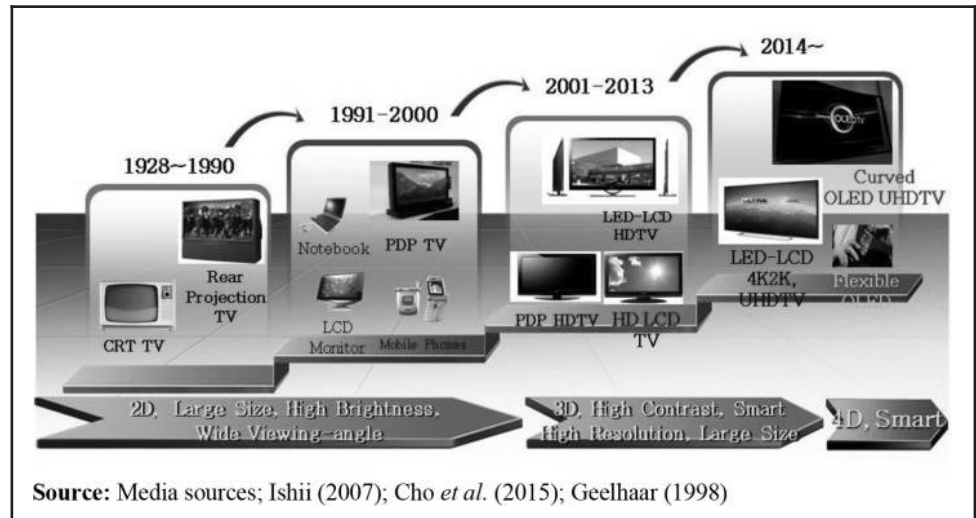 2014~
2001-2013
1991-2000
1928~1990
Rear
Projection
TV
CRT TV
Notebook
PDP TV
LCD
Monitor
Mobile Phones
LED-LCD
HDTV
PDP HDTV
HD LCD
TV
OLEDTV
Curved
OLED UHDTV
LED-LCD
4K2K,
UHDTV
Flexible
OLED
2D, Large Size, High Brightness,
Wide Viewing-angle
3D, High Contrast, Smart
High Resolution, Large Size
4D, Smart
Source: Media sources; Ishii (2007); Cho et al. (2015); Geelhaar (1998)